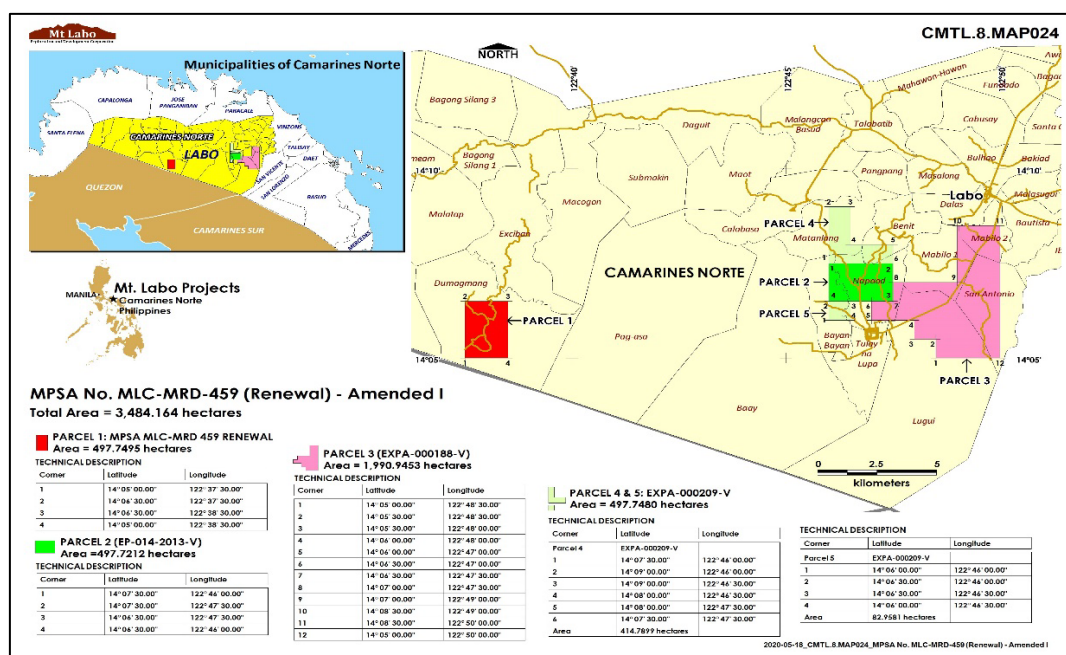 Mt Labo
Exploration and Development Corporation
CMTL.8.MAP024
Municipalities of Camarines Norte
CAPALONGA
JOSE PANGANIBAN
PARACALE
SANTA ELENA
CAMARINES NORTE
VINZONS
LABO
TALISAY
DAET
SAN VICENTE
SAN LORENZO
BASUD
QUEZON
CAMARINES SUR
MERCEDES
NORTH
122°40'
122°45'
122°50'
Mahawan-Hawan
Fundado
Bagong Silang 3
Talobatib
Cabusay
Daguit
Malangcao Basud
Santa C
Bagong Silang 1
Bulhao
Bakiad
14°10'
Submakin
Maot
Pangpang
Masalong
14°10'
Labo
Malasugui
Macogon
Dalas
Malatap
PARCEL 4
Benit
Bautista
Exciban
Calabasa
Matanlang
Mabilo 2
Mabilo 1
CAMARINES NORTE
Dumagmang
PARCEL 2
Napaod
San Antonio
PARCEL 1
PARCEL 5
Pag-asa
Bayan-Bayan
Tulay na Lupa
14°05'
14°05'
PARCEL 3
Baay
Lugui
0 2.5 5
kilometers
MANILA
Mt. Labo Projects
Camarines Norte
Philippines
MPSA No. MLC-MRD-459 (Renewal) - Amended I
Total Area = 3,484.164 hectares
PARCEL 1: MPSA MLC-MRD 459 RENEWAL
Area = 497.7495 hectares
TECHNICAL DESCRIPTION
Corner Latitude Longitude
1 14°05'00.00" 122°37'30.00"
2 14°06'30.00" 122°37'30.00"
3 14°06'30.00" 122°38'30.00"
4 14°05'00.00" 122°38'30.00"
PARCEL 2 (EP-014-2013-V)
Area =497.7212 hectares
TECHNICAL DESCRIPTION
Corner Latitude Longitude
1 14°07'30.00" 122°46'00.00"
2 14°07'30.00" 122°47'30.00"
3 14°06'30.00" 122°47'30.00"
4 14°06'30.00" 122°46'00.00"
PARCEL 3 (EXPA-000188-V)
Area = 1,990.9453 hectares
TECHNICAL DESCRIPTION
Corner Latitude Longitude
1 14°05'00.00" 122°48'30.00"
2 14°05'30.00" 122°48'30.00"
3 14°05'30.00" 122°48'00.00"
4 14°06'00.00" 122°48'00.00"
5 14°06'00.00" 122°47'00.00"
6 14°06'30.00" 122°47'00.00"
7 14°06'30.00" 122°47'30.00"
8 14°07'00.00" 122°47'30.00"
9 14°07'00.00" 122°49'00.00"
10 14°08'30.00" 122°49'00.00"
11 14°08'30.00" 122°50'00.00"
12 14°05'00.00" 122°50'00.00"
PARCEL 4 & 5: EXPA-000209-V
Area = 497.7480 hectares
TECHNICAL DESCRIPTION
Corner Latitude Longitude
Parcel 4 EXPA-000209-V
1 14°07'30.00" 122°46'00.00"
2 14°09'00.00" 122°46'00.00"
3 14°09'00.00" 122°46'30.00"
4 14°08'00.00" 122°46'30.00"
5 14°08'00.00" 122°47'30.00"
6 14°07'30.00" 122°47'30.00"
Area 414.7899 hectares
TECHNICAL DESCRIPTION
Corner Latitude Longitude
Parcel 5 EXPA-000209-V
1 14°06'00.00" 122°46'00.00"
2 14°06'30.00" 122°46'00.00"
3 14°06'30.00" 122°46'30.00"
4 14°06'00.00" 122°46'30.00"
Area 82.9581 hectares
2020-05-18_CMTL.8.MAP024_MPSA No. MLC-MRD-459 (Renewal) - Amended I